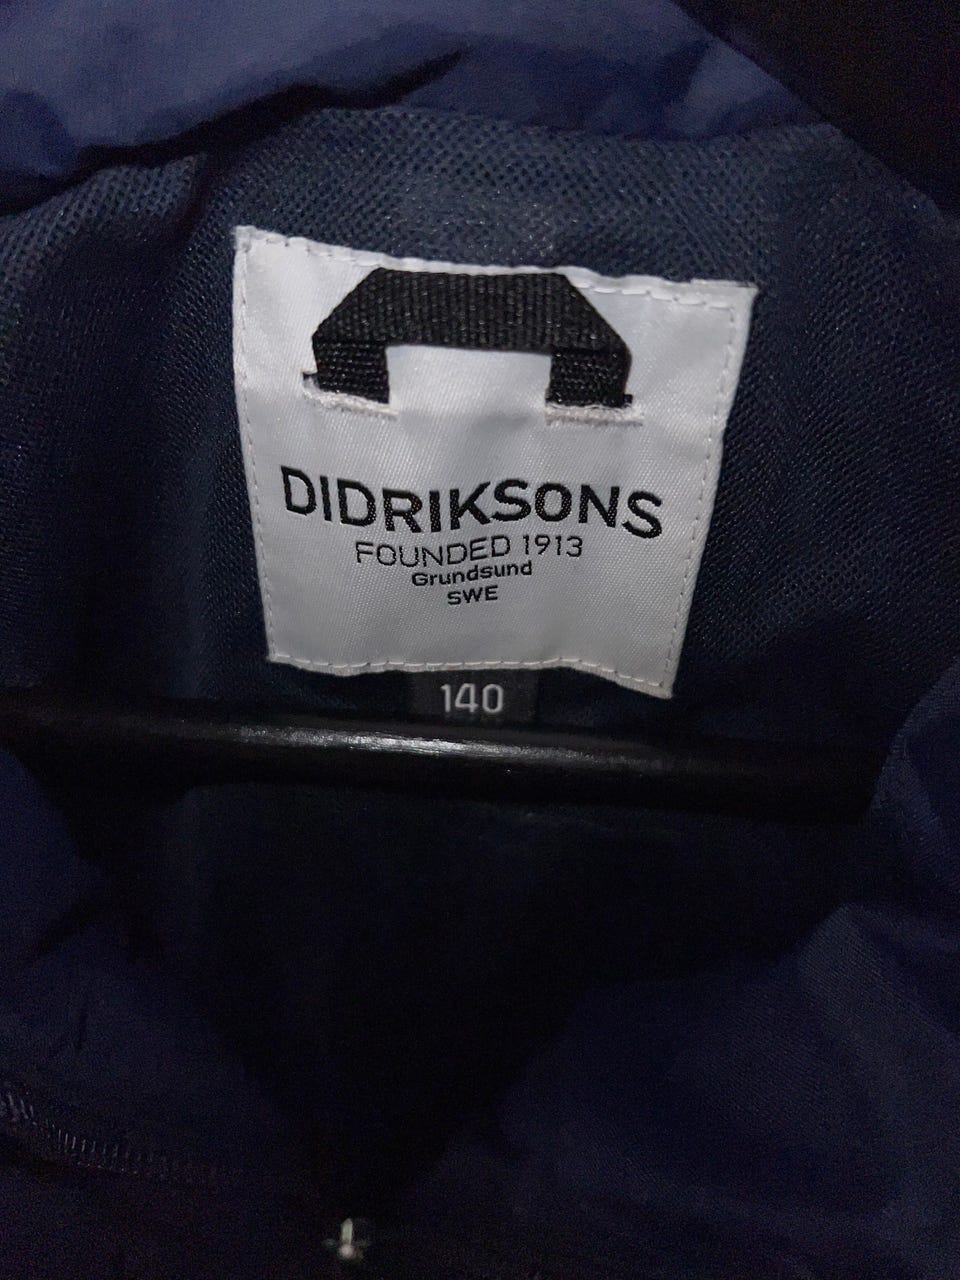 DIDRIKSONS
FOUNDED 1913
Grundsund
SWE
140